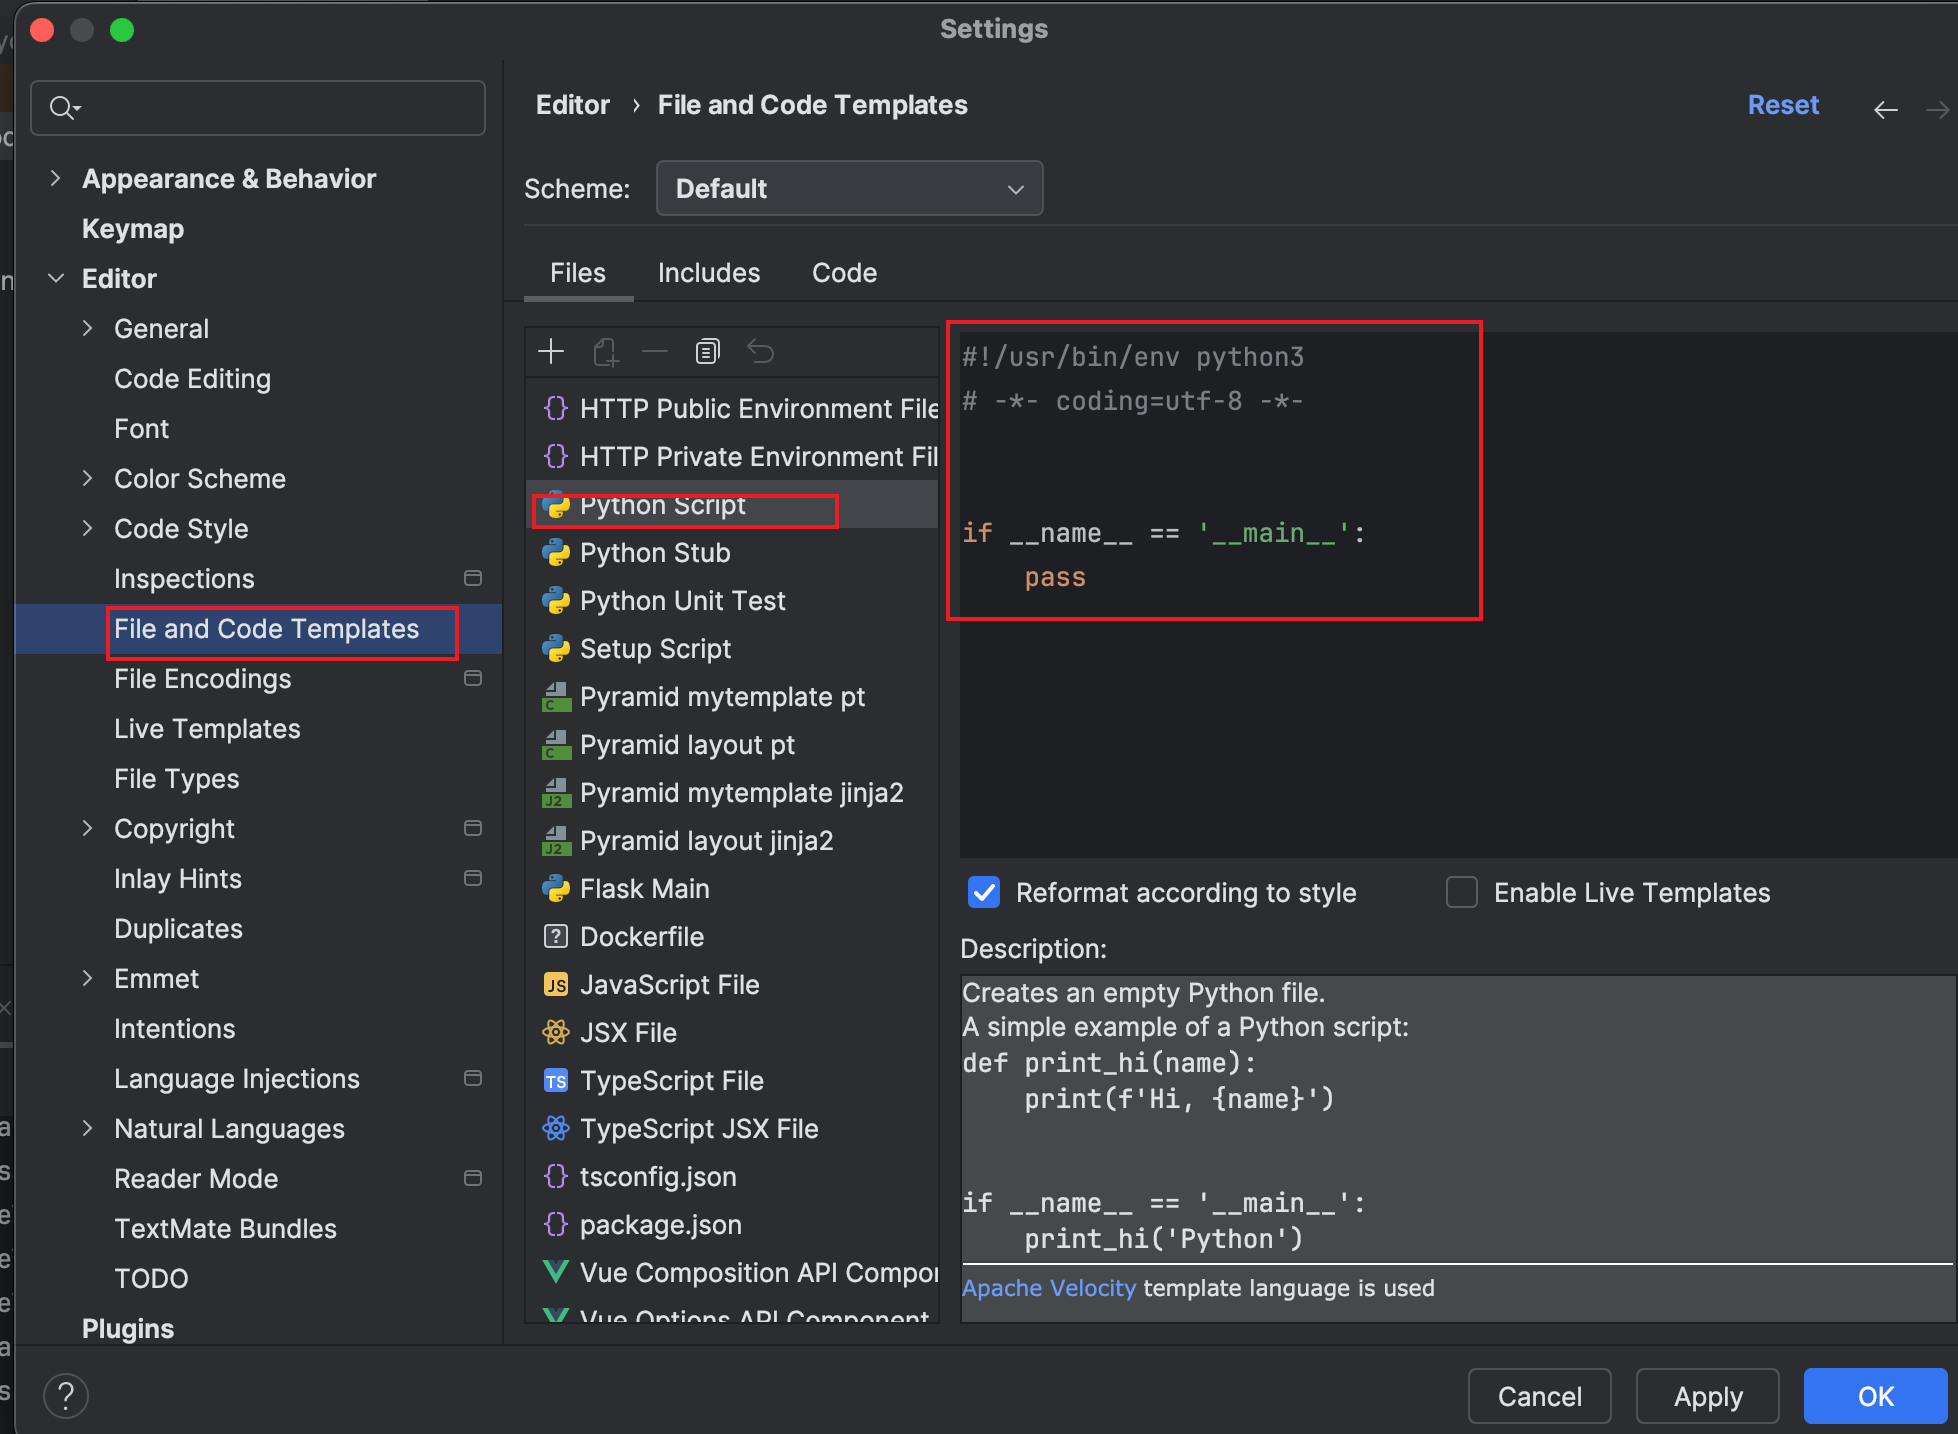 Settings
Appearance & Behavior
Keymap
Editor
General
Code Editing
Font
Color Scheme
Code Style
Inspections
File and Code Templates
File Encodings
Live Templates
File Types
Copyright
Inlay Hints
Duplicates
Emmet
Intentions
Language Injections
Natural Languages
Reader Mode
TextMate Bundles
TODO
Plugins
Editor › File and Code Templates
Reset
Scheme: Default
Files Includes Code
HTTP Public Environment File
HTTP Private Environment Fil
Python Script
Python Stub
Python Unit Test
Setup Script
Pyramid mytemplate pt
Pyramid layout pt
Pyramid mytemplate jinja2
Pyramid layout jinja2
Flask Main
Dockerfile
JavaScript File
JSX File
TypeScript File
TypeScript JSX File
tsconfig.json
package.json
Vue Composition API Compor
Vue Options API Component
#!/usr/bin/env python3
# -*- coding=utf-8 -*-
if __name__ == '__main__':
    pass
Reformat according to style
Enable Live Templates
Description:
Creates an empty Python file.
A simple example of a Python script:
def print_hi(name):
    print(f'Hi, {name}')
if __name__ == '__main__':
    print_hi('Python')
Apache Velocity template language is used
?
Cancel Apply OK